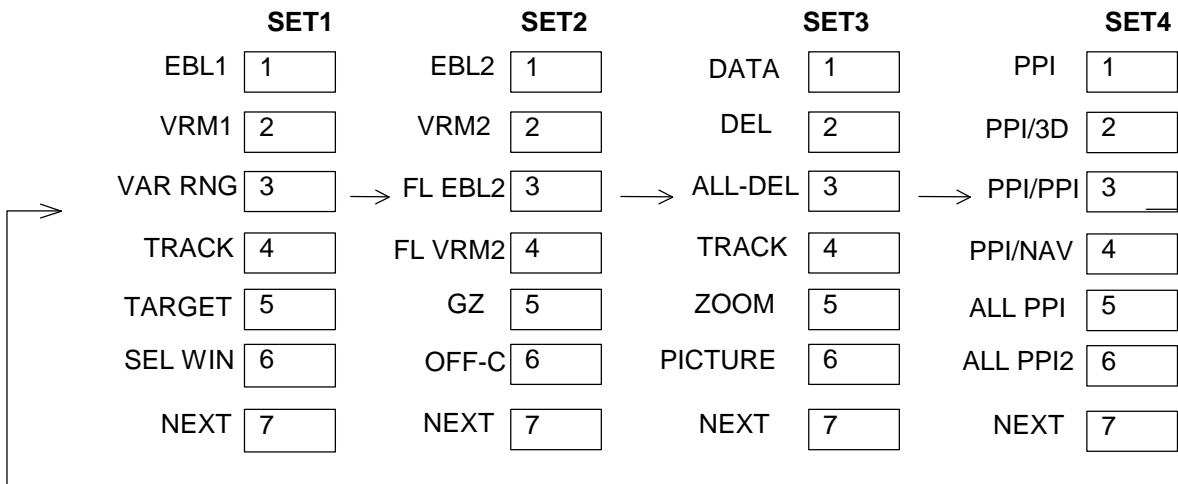 SET1 SET2 SET3 SET4
EBL1 1 EBL2 1 DATA 1 PPI 1
VRM1 2 VRM2 2 DEL 2 PPI/3D 2
VAR RNG 3 FL EBL2 3 ALL-DEL 3 PPI/PPI 3
TRACK 4 FL VRM2 4 TRACK 4 PPI/NAV 4
TARGET 5 GZ 5 ZOOM 5 ALL PPI 5
SEL WIN 6 OFF-C 6 PICTURE 6 ALL PPI2 6
NEXT 7 NEXT 7 NEXT 7 NEXT 7